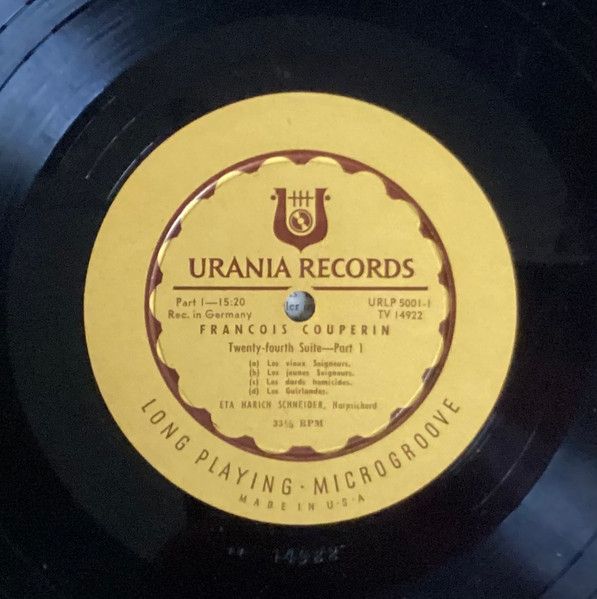 URANIA RECORDS
Part 1—15:20
Rec. in Germany
URLP 5001-1
TV 14922
FRANCOIS COUPERIN
Twenty-fourth Suite—Part 1
(a) Les vieux Seigneurs.
(b) Les jeunes Seigneurs.
(c) Les dards homicides.
(d) Les Guirlandes.
ETA HARICH SCHNEIDER, Harpsichord
33⅓ RPM
LONG PLAYING · MICROGROOVE
MADE IN U·S·A